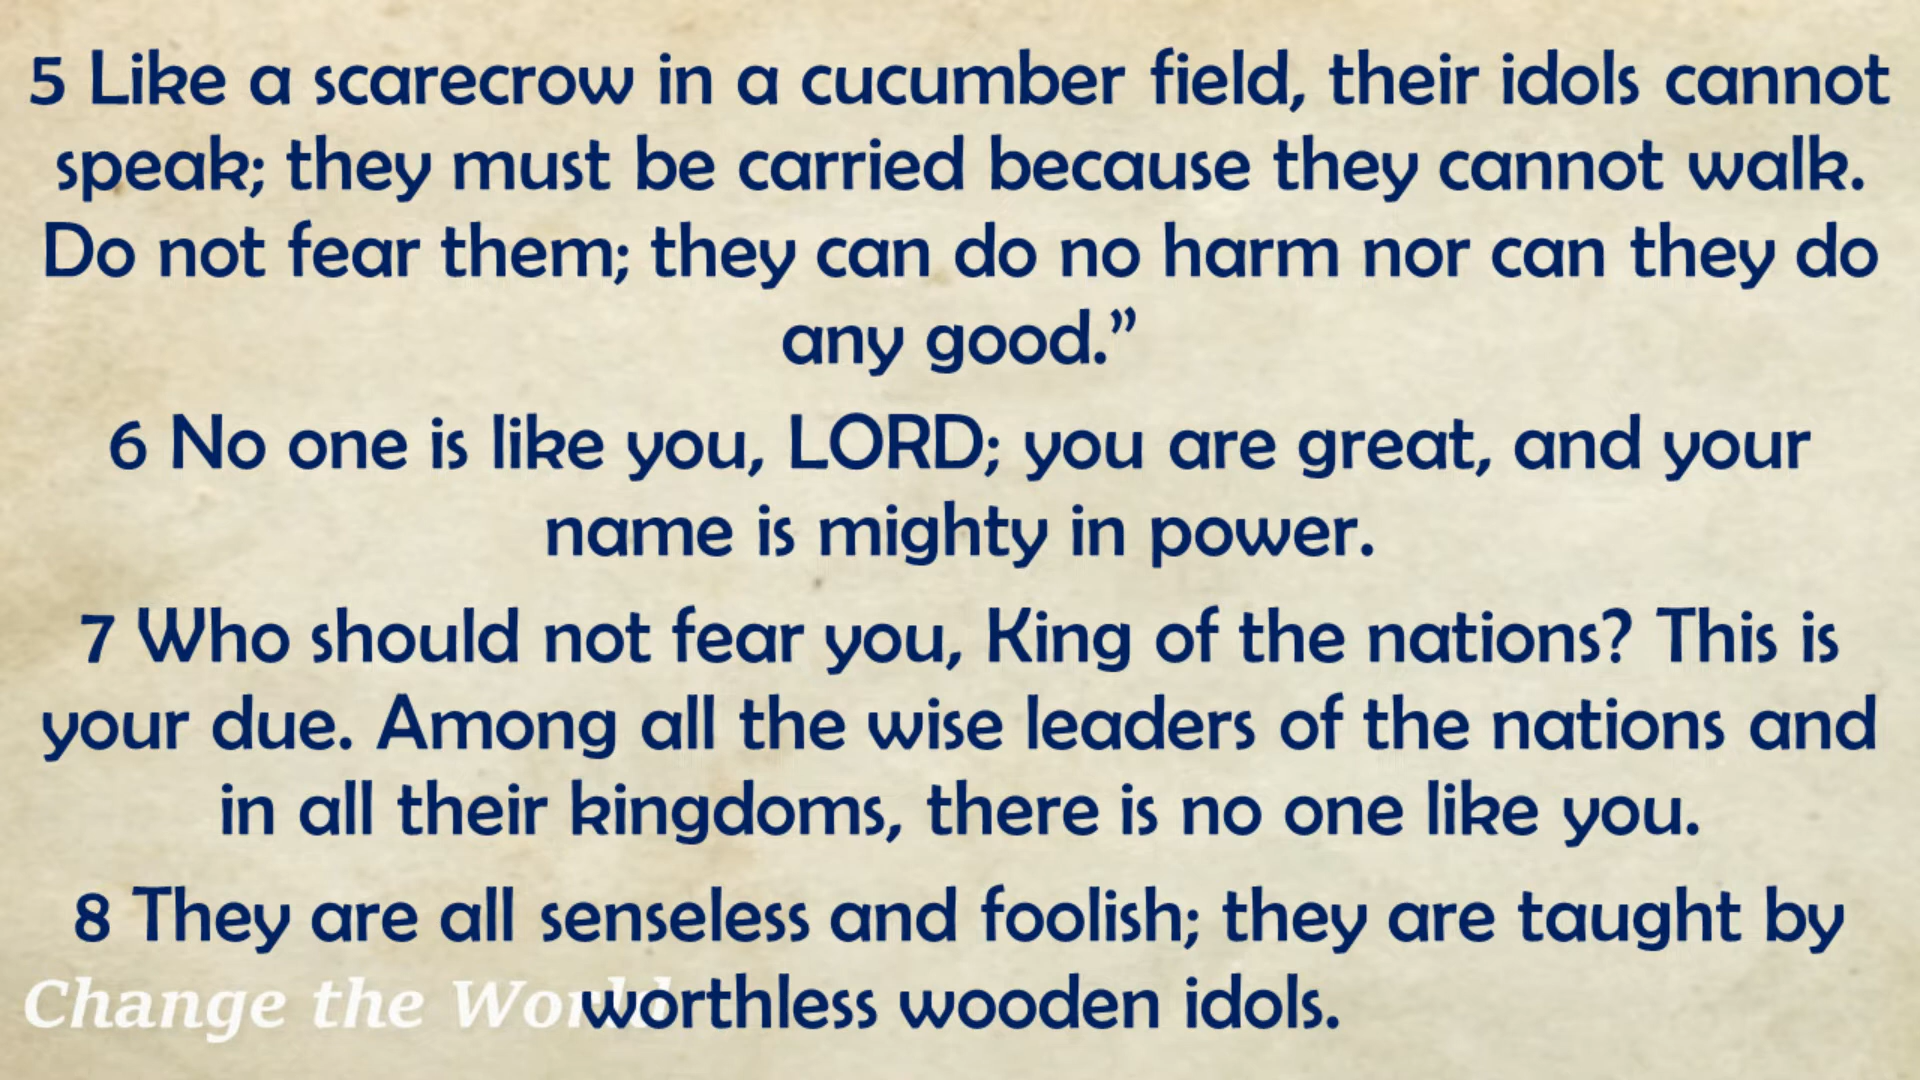 5 Like a scarecrow in a cucumber field, their idols cannot
speak; they must be carried because they cannot walk.
Do not fear them; they can do no harm nor can they do
any good.”
6 No one is like you, LORD; you are great, and your
name is mighty in power.
7 Who should not fear you, King of the nations? This is
your due. Among all the wise leaders of the nations and
in all their kingdoms, there is no one like you.
8 They are all senseless and foolish; they are taught by
worthless wooden idols.
Change the World